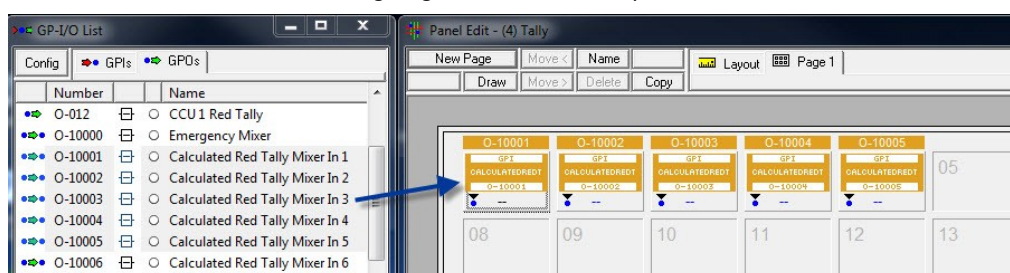 GP-I/O List
Config GPIs GPOs
Number Name
O-012 CCU 1 Red Tally
O-10000 Emergency Mixer
O-10001 Calculated Red Tally Mixer In 1
O-10002 Calculated Red Tally Mixer In 2
O-10003 Calculated Red Tally Mixer In 3
O-10004 Calculated Red Tally Mixer In 4
O-10005 Calculated Red Tally Mixer In 5
O-10006 Calculated Red Tally Mixer In 6
Panel Edit - (4) Tally
New Page Move < Name Layout Page 1
Draw Move > Delete Copy
O-10001 O-10002 O-10003 O-10004 O-10005
GPI GPI GPI GPI GPI
CALCULATEDREDT CALCULATEDREDT CALCULATEDREDT CALCULATEDREDT CALCULATEDREDT
O-10001 O-10002 O-10003 O-10004 O-10005
-- -- -- -- --
05
08 09 10 11 12 13